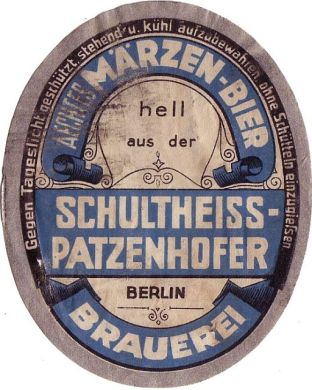 Gegen Tageslicht geschützt, stehend u. kühl aufzubewahren, ohne Schütteln einzugießen
MÄRZEN-BIER
hell
aus der
SCHULTHEISS-
PATZENHOFER
BERLIN
BRAUEREI